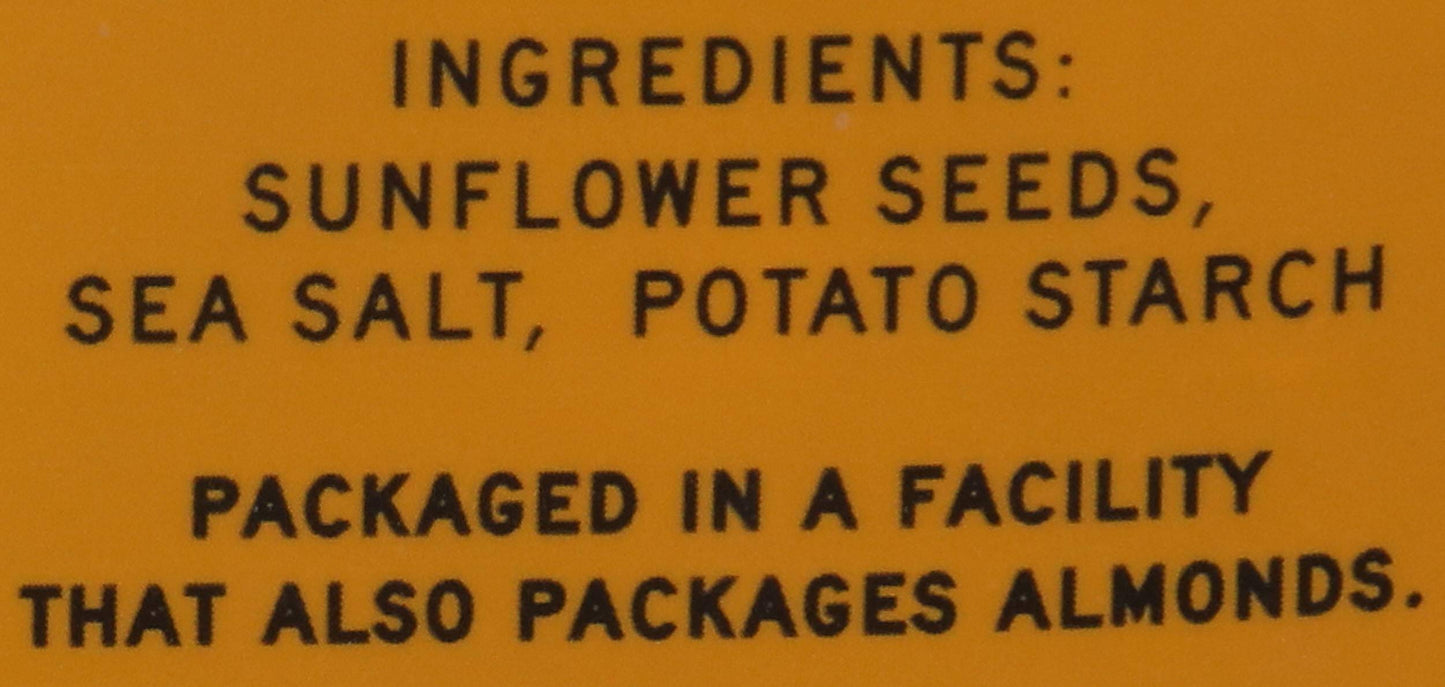 INGREDIENTS:
SUNFLOWER SEEDS,
SEA SALT, POTATO STARCH
PACKAGED IN A FACILITY
THAT ALSO PACKAGES ALMONDS.